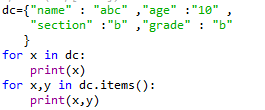 dc={"name" : "abc" ,"age" :"10" ,
"section" :"b" ,"grade" : "b"
}
for x in dc:
print(x)
for x,y in dc.items():
print(x,y)